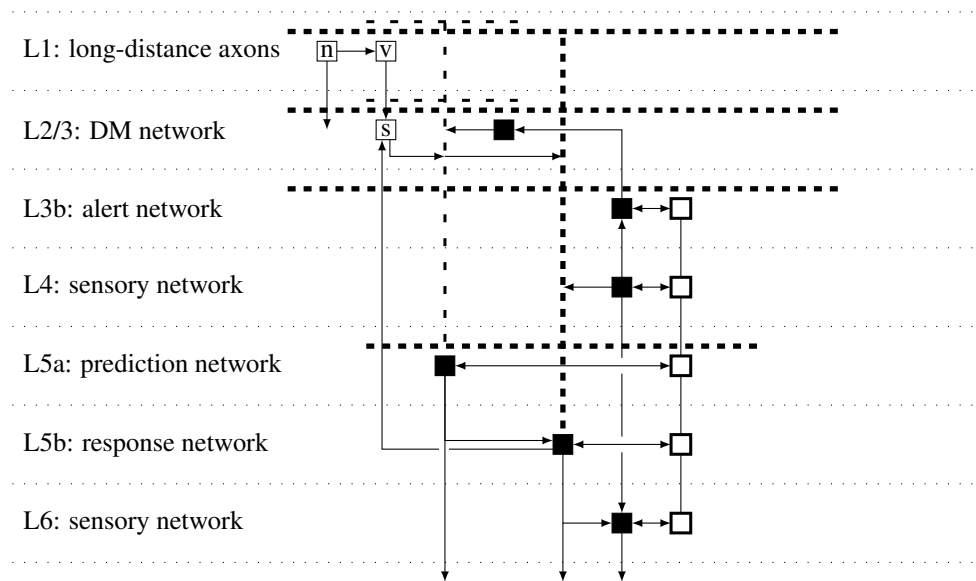 L1: long-distance axons n v
L2/3: DM network s
L3b: alert network
L4: sensory network
L5a: prediction network
L5b: response network
L6: sensory network